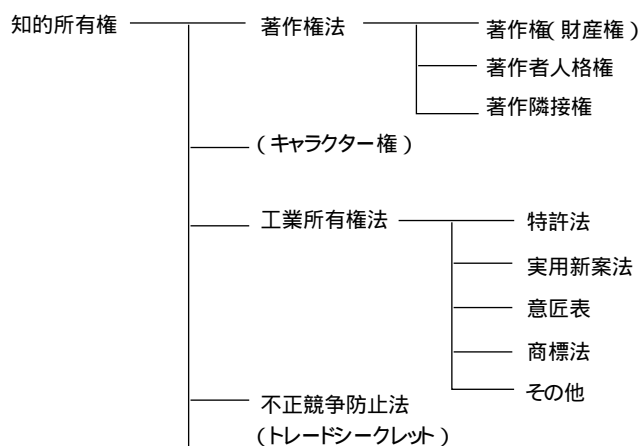 知的所有権
著作権法
著作権(財産権)
著作者人格権
著作隣接権
(キャラクター権)
工業所有権法
特許法
実用新案法
意匠表
商標法
その他
不正競争防止法
(トレードシークレット)